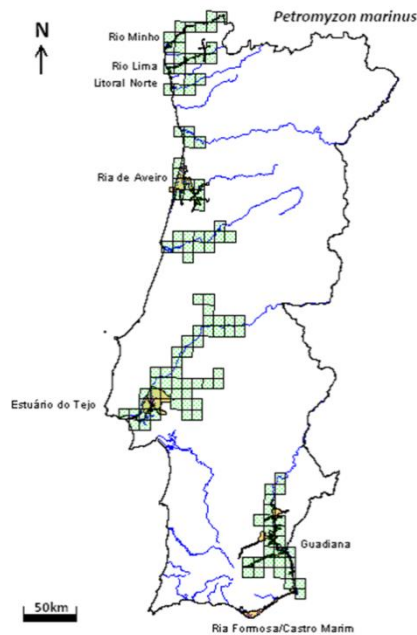 Petromyzon marinus
N
Rio Minho
Rio Lima
Litoral Norte
Ria de Aveiro
Estuário do Tejo
Guadiana
50km
Ria Formosa/Castro Marim